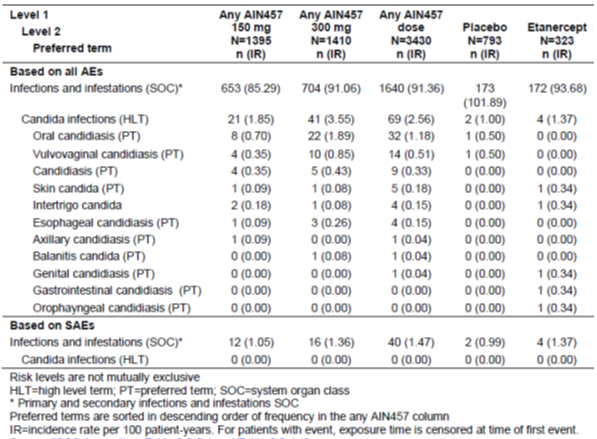 Level 1 Any AIN457 Any AIN457 Any AIN457 Placebo Etanercept
Level 2 150 mg 300 mg dose N=793 N=323
Preferred term N=1395 N=1410 N=3430 n (IR) n (IR)
n (IR) n (IR) n (IR)
Based on all AEs
Infections and infestations (SOC)* 653 (85.29) 704 (91.06) 1640 (91.36) 173 (101.89) 172 (93.68)
Candida infections (HLT) 21 (1.85) 41 (3.55) 69 (2.56) 2 (1.00) 4 (1.37)
Oral candidiasis (PT) 8 (0.70) 22 (1.89) 32 (1.18) 1 (0.50) 0 (0.00)
Vulvovaginal candidiasis (PT) 4 (0.35) 10 (0.85) 14 (0.51) 1 (0.50) 0 (0.00)
Candidiasis (PT) 4 (0.35) 5 (0.43) 9 (0.33) 0 (0.00) 0 (0.00)
Skin candida (PT) 1 (0.09) 1 (0.08) 5 (0.18) 0 (0.00) 1 (0.34)
Intertrigo candida 2 (0.18) 1 (0.08) 4 (0.15) 0 (0.00) 1 (0.34)
Esophageal candidiasis (PT) 1 (0.09) 3 (0.26) 4 (0.15) 0 (0.00) 0 (0.00)
Axillary candidiasis (PT) 1 (0.09) 0 (0.00) 1 (0.04) 0 (0.00) 0 (0.00)
Balanitis candida (PT) 0 (0.00) 1 (0.08) 1 (0.04) 0 (0.00) 0 (0.00)
Genital candidiasis (PT) 0 (0.00) 0 (0.00) 1 (0.04) 0 (0.00) 1 (0.34)
Gastrointestinal candidiasis (PT) 0 (0.00) 0 (0.00) 0 (0.00) 0 (0.00) 1 (0.34)
Orophayngeal candidiasis (PT) 0 (0.00) 0 (0.00) 0 (0.00) 0 (0.00) 1 (0.34)
Based on SAEs
Infections and infestations (SOC)* 12 (1.05) 16 (1.36) 40 (1.47) 2 (0.99) 4 (1.37)
Candida infections (HLT) 0 (0.00) 0 (0.00) 0 (0.00) 0 (0.00) 0 (0.00)
Risk levels are not mutually exclusive
HLT=high level term; PT=preferred term; SOC=system organ class
* Primary and secondary infections and infestations SOC
Preferred terms are sorted in descending order of frequency in the any AIN457 column
IR=incidence rate per 100 patient-years. For patients with event, exposure time is censored at time of first event.